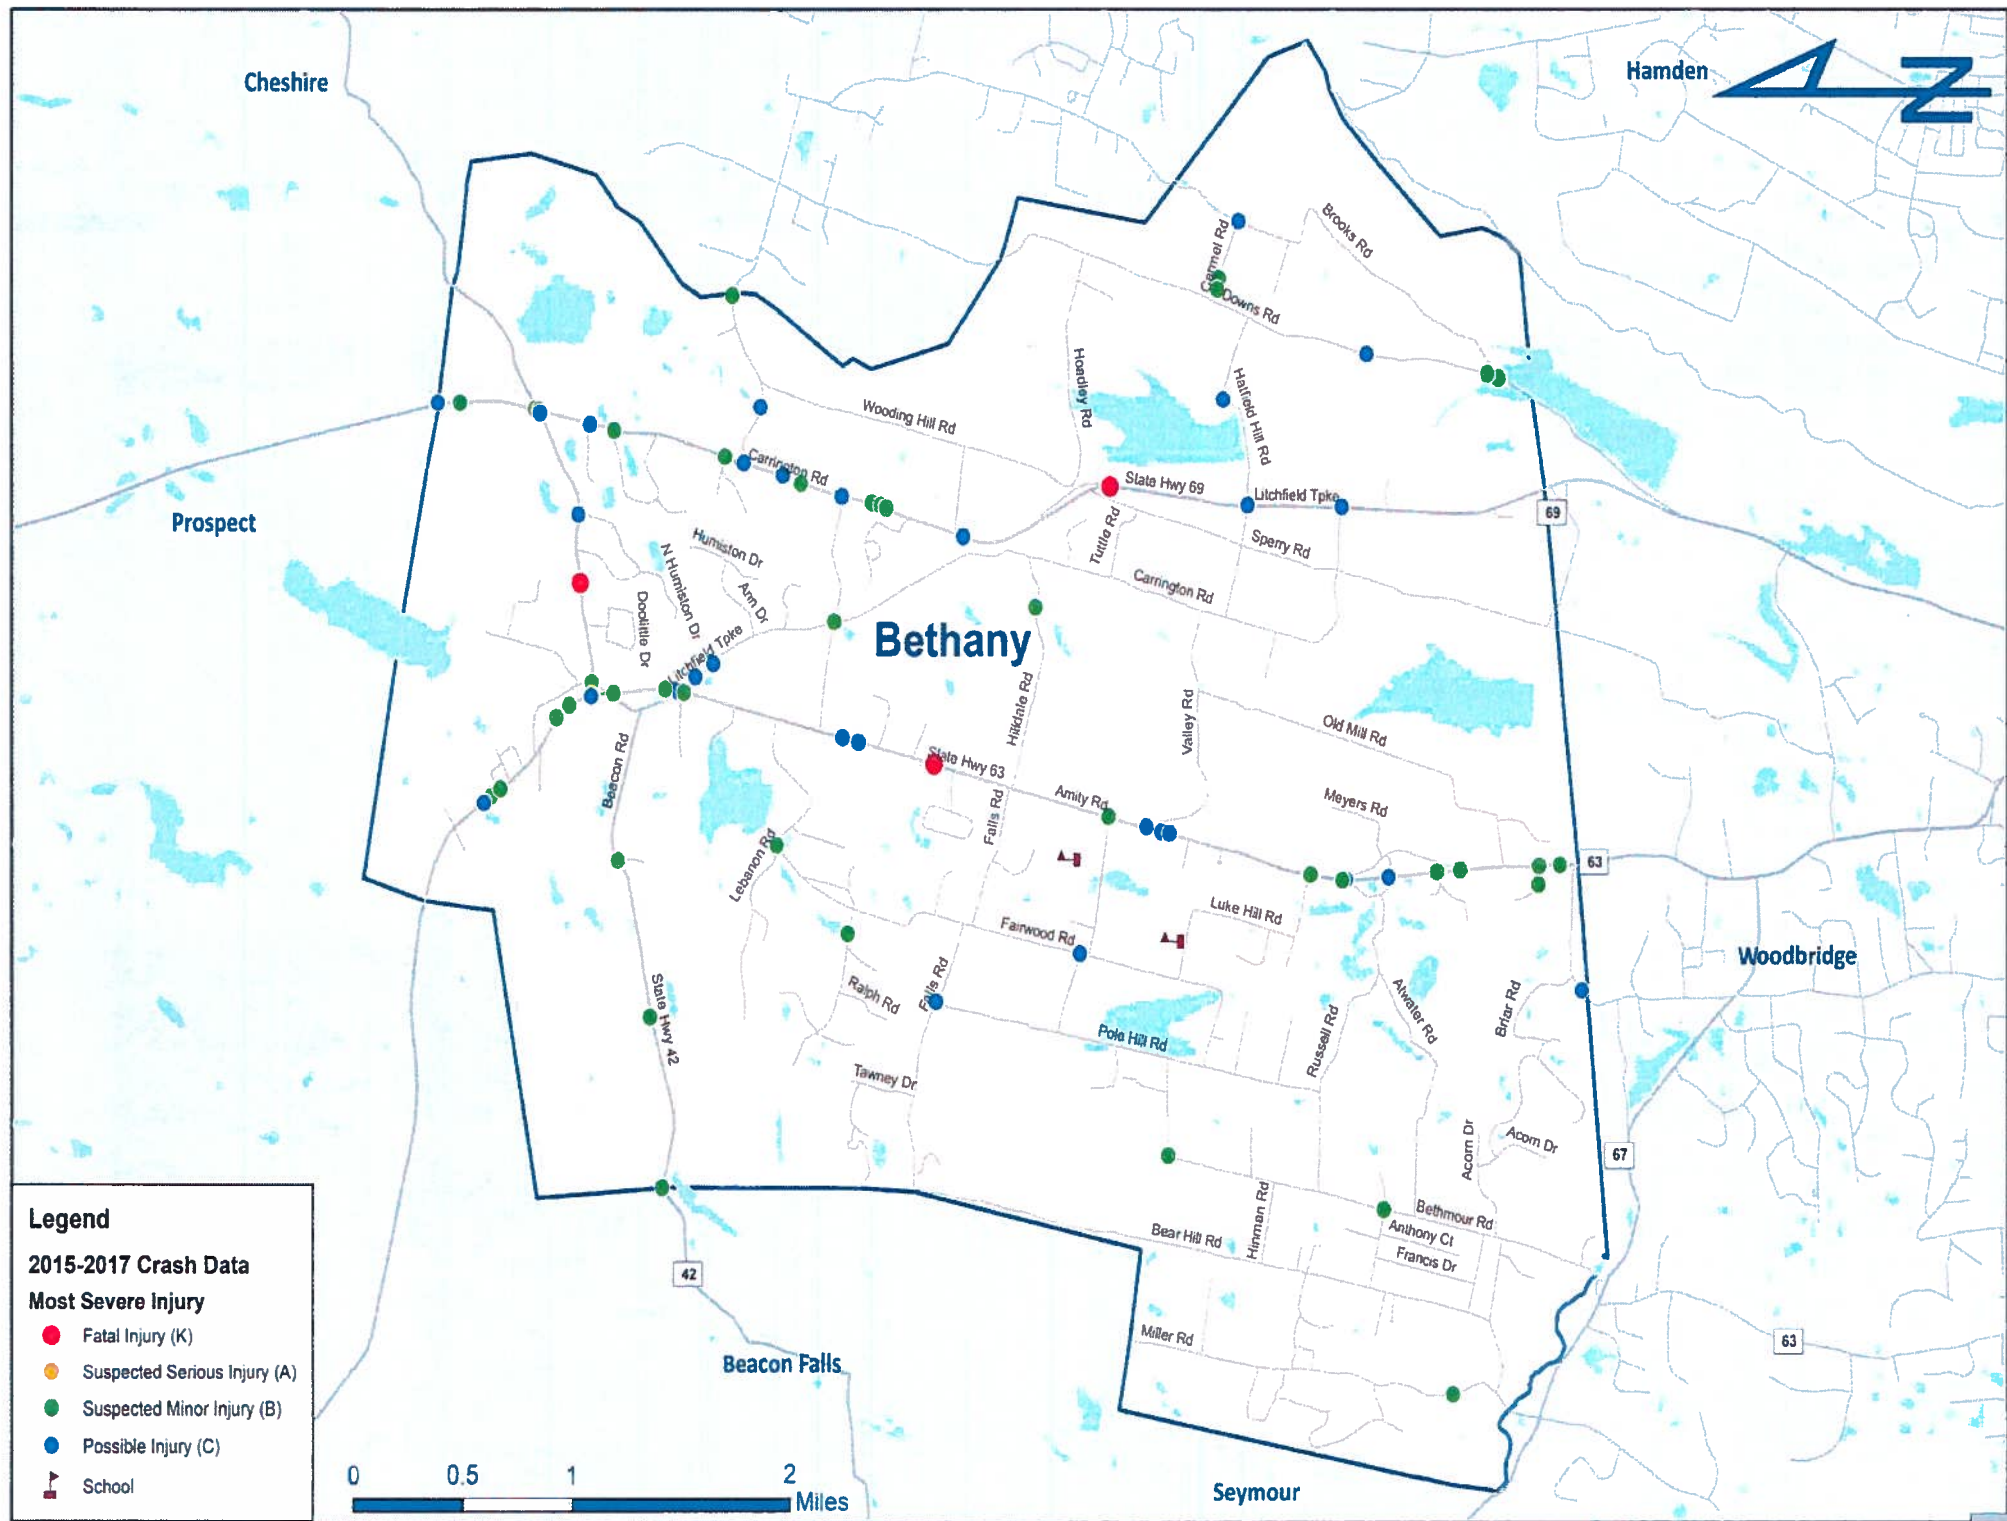 Cheshire
Hamden
N
Brooks Rd
Downs Rd
Hoadley Rd
Hatfield Hill Rd
Wooding Hill Rd
Carrington Rd
State Hwy 69
Litchfield Tpke
69
Prospect
Tuttle Rd
Sperry Rd
Humiston Dr
N Humiston Dr
Ann Dr
Doolittle Dr
Carrington Rd
Litchfield Tpke
Bethany
Hilldale Rd
Valley Rd
Old Mill Rd
Beacon Rd
State Hwy 63
Amity Rd
Falls Rd
Meyers Rd
63
Lebanon Rd
Luke Hill Rd
Fairwood Rd
Woodbridge
Falls Rd
Ralph Rd
State Hwy 42
Atwater Rd
Briar Rd
Russell Rd
Pole Hill Rd
Tawney Dr
Acorn Dr
Acorn Dr
67
Hinman Rd
Bethmour Rd
Anthony Ct
Francis Dr
Bear Hill Rd
42
Miller Rd
63
Beacon Falls
Seymour
Legend
2015-2017 Crash Data
Most Severe Injury
Fatal Injury (K)
Suspected Serious Injury (A)
Suspected Minor Injury (B)
Possible Injury (C)
School
0 0.5 1 2
Miles